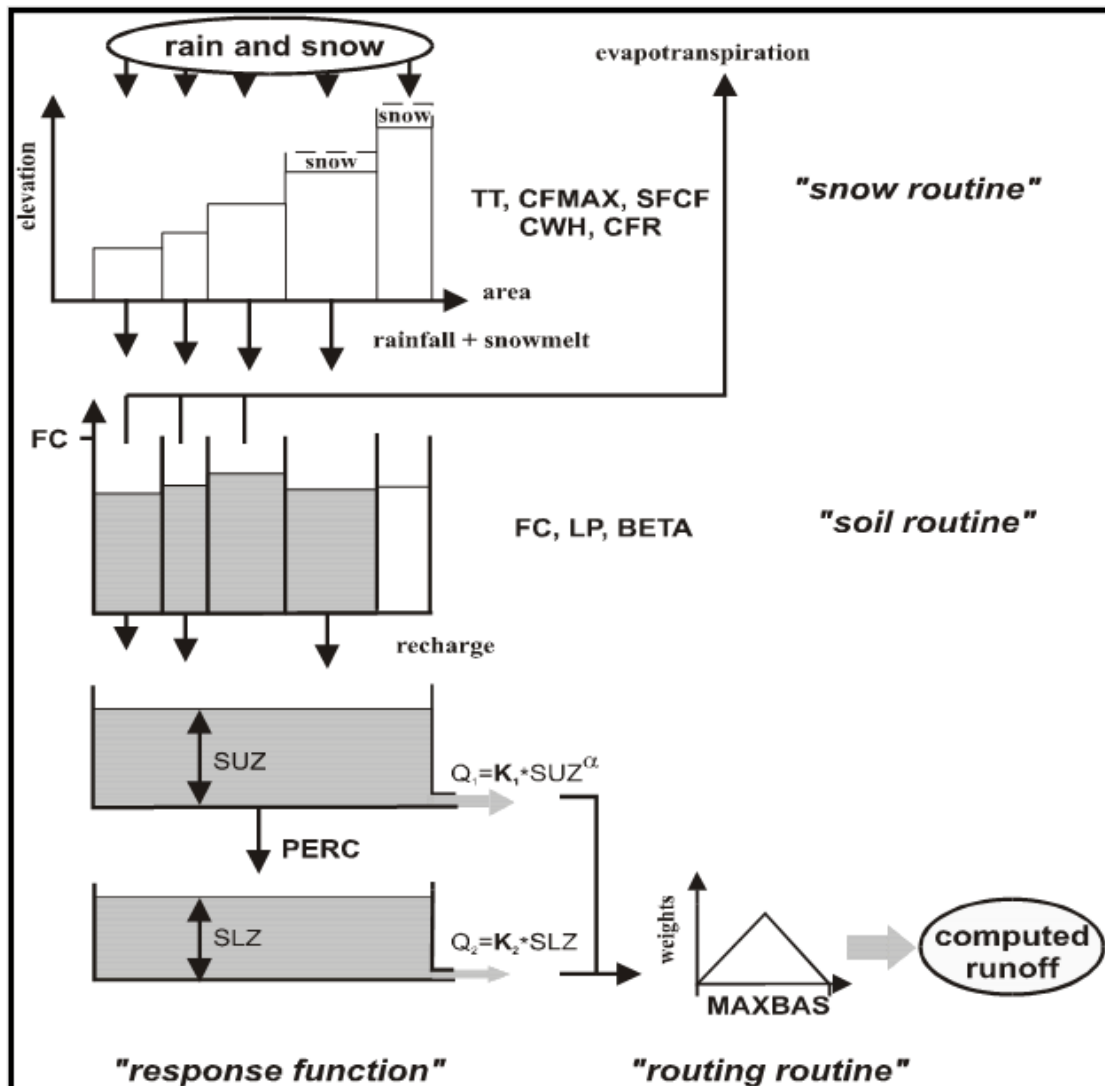 rain and snow
evapotranspiration
elevation
snow
snow
TT, CFMAX, SFCF
CWH, CFR
"snow routine"
area
rainfall + snowmelt
FC
FC, LP, BETA
"soil routine"
recharge
SUZ
Q₁=K₁*SUZ^α
PERC
SLZ
Q₂=K₂*SLZ
weights
MAXBAS
computed
runoff
"response function"
"routing routine"